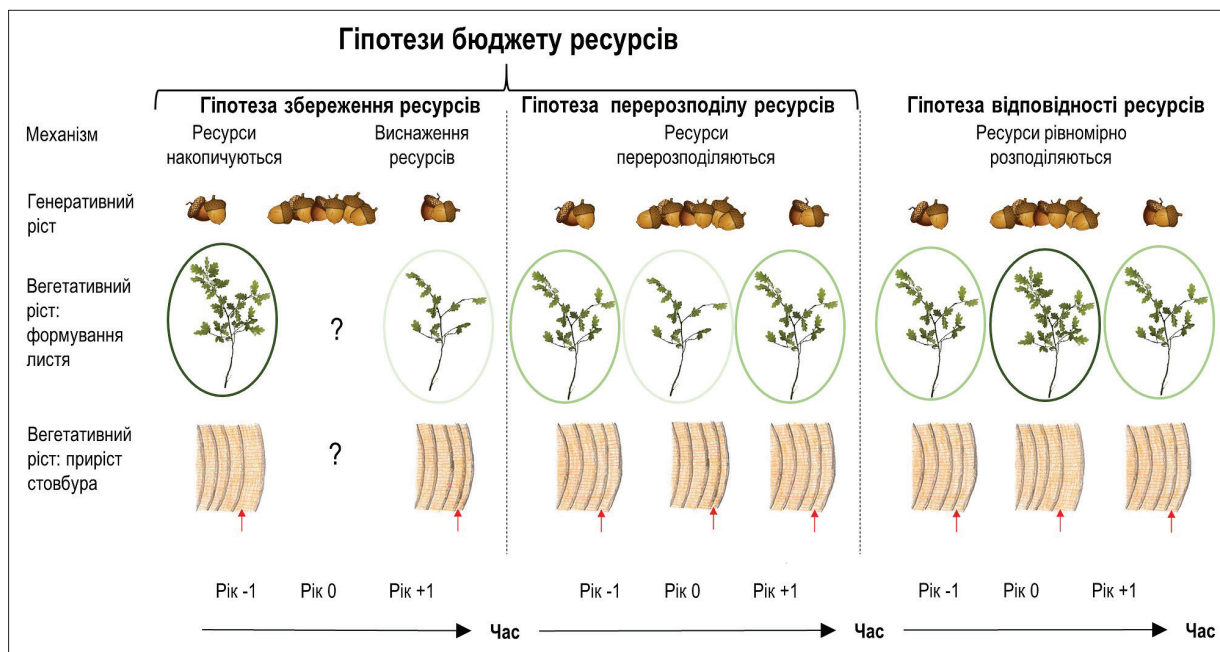 Гіпотези бюджету ресурсів
Гіпотеза збереження ресурсів
Гіпотеза перерозподілу ресурсів
Гіпотеза відповідності ресурсів
Механізм
Ресурси
накопичуються
Виснаження
ресурсів
Ресурси
перерозподіляються
Ресурси рівномірно
розподіляються
Генеративний
ріст
Вегетативний
ріст:
формування
листя
?
Вегетативний
ріст: приріст
стовбура
?
Рік -1 Рік 0 Рік +1
Рік -1 Рік 0 Рік +1
Рік -1 Рік 0 Рік +1
Час
Час
Час